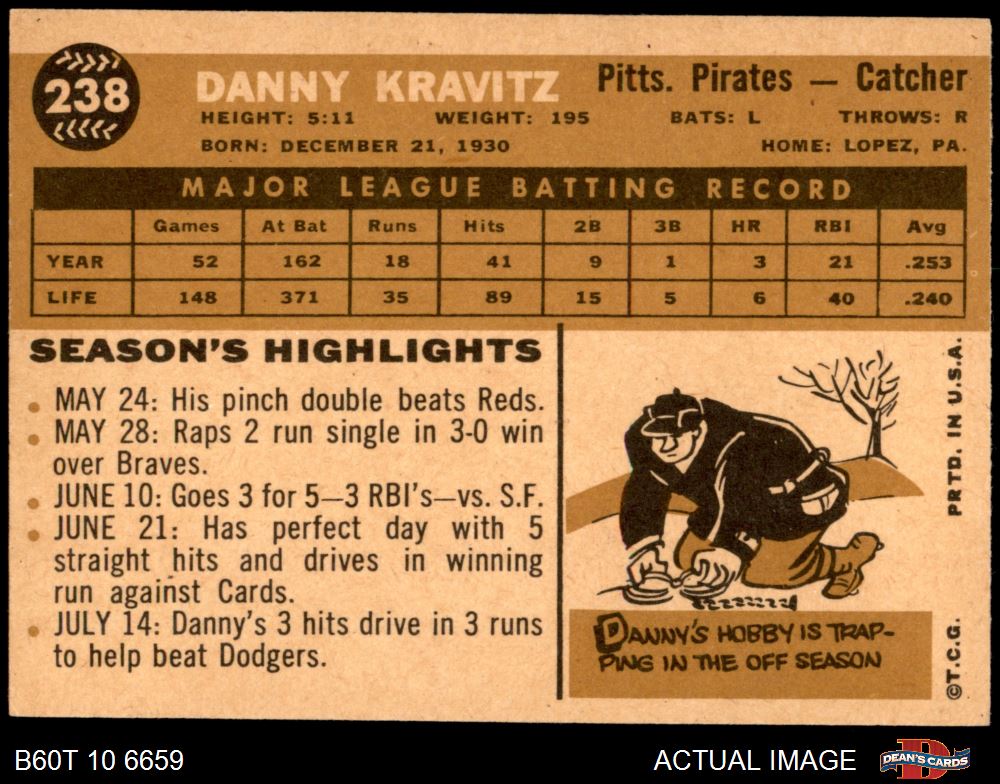 238
DANNY KRAVITZ Pitts. Pirates — Catcher
HEIGHT: 5:11 WEIGHT: 195 BATS: L THROWS: R
BORN: DECEMBER 21, 1930 HOME: LOPEZ, PA.
MAJOR LEAGUE BATTING RECORD
Games At Bat Runs Hits 2B 3B HR RBI Avg
YEAR 52 162 18 41 9 1 3 21 .253
LIFE 148 371 35 89 15 5 6 40 .240
SEASON'S HIGHLIGHTS
• MAY 24: His pinch double beats Reds.
• MAY 28: Raps 2 run single in 3-0 win
over Braves.
• JUNE 10: Goes 3 for 5—3 RBI's—vs. S.F.
• JUNE 21: Has perfect day with 5
straight hits and drives in winning
run against Cards.
• JULY 14: Danny's 3 hits drive in 3 runs
to help beat Dodgers.
DANNY'S HOBBY IS TRAP-
PING IN THE OFF SEASON
©T.C.G. PRTD. IN U.S.A.
B60T 10 6659 ACTUAL IMAGE DEAN'S CARDS